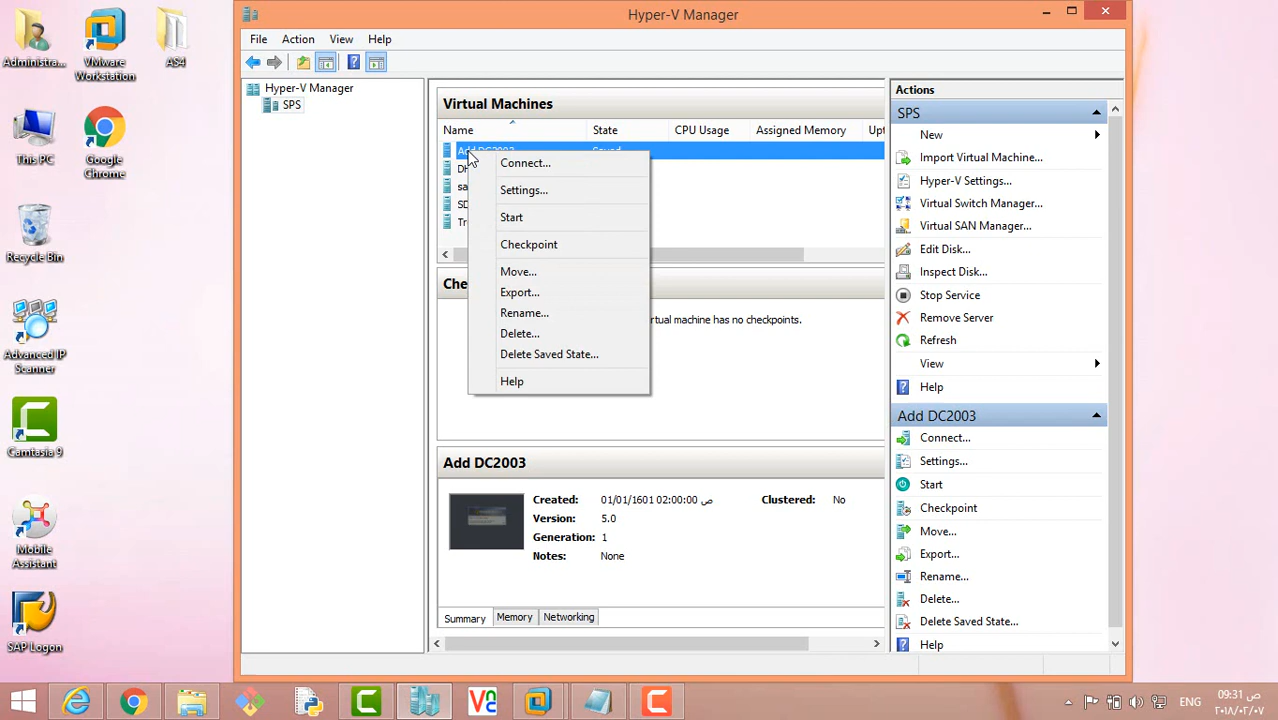 Hyper-V Manager
File Action View Help
Hyper-V Manager
SPS
Virtual Machines
Name State CPU Usage Assigned Memory
Connect...
Settings...
Start
Checkpoint
Move...
Export...
Rename...
Delete...
Delete Saved State...
Help
virtual machine has no checkpoints.
Add DC2003
Created: 01/01/1601 02:00:00 ص
Clustered: No
Version: 5.0
Generation: 1
Notes: None
Summary Memory Networking
Actions
SPS
New
Import Virtual Machine...
Hyper-V Settings...
Virtual Switch Manager...
Virtual SAN Manager...
Edit Disk...
Inspect Disk...
Stop Service
Remove Server
Refresh
View
Help
Add DC2003
Connect...
Settings...
Start
Checkpoint
Move...
Export...
Rename...
Delete...
Delete Saved State...
Help
Administra...
VMware Workstation
AS4
This PC
Google Chrome
Recycle Bin
Advanced IP Scanner
Camtasia 9
Mobile Assistant
SAP Logon
ENG
09:31 ص
٢٠١٨/٠٢/٠٧